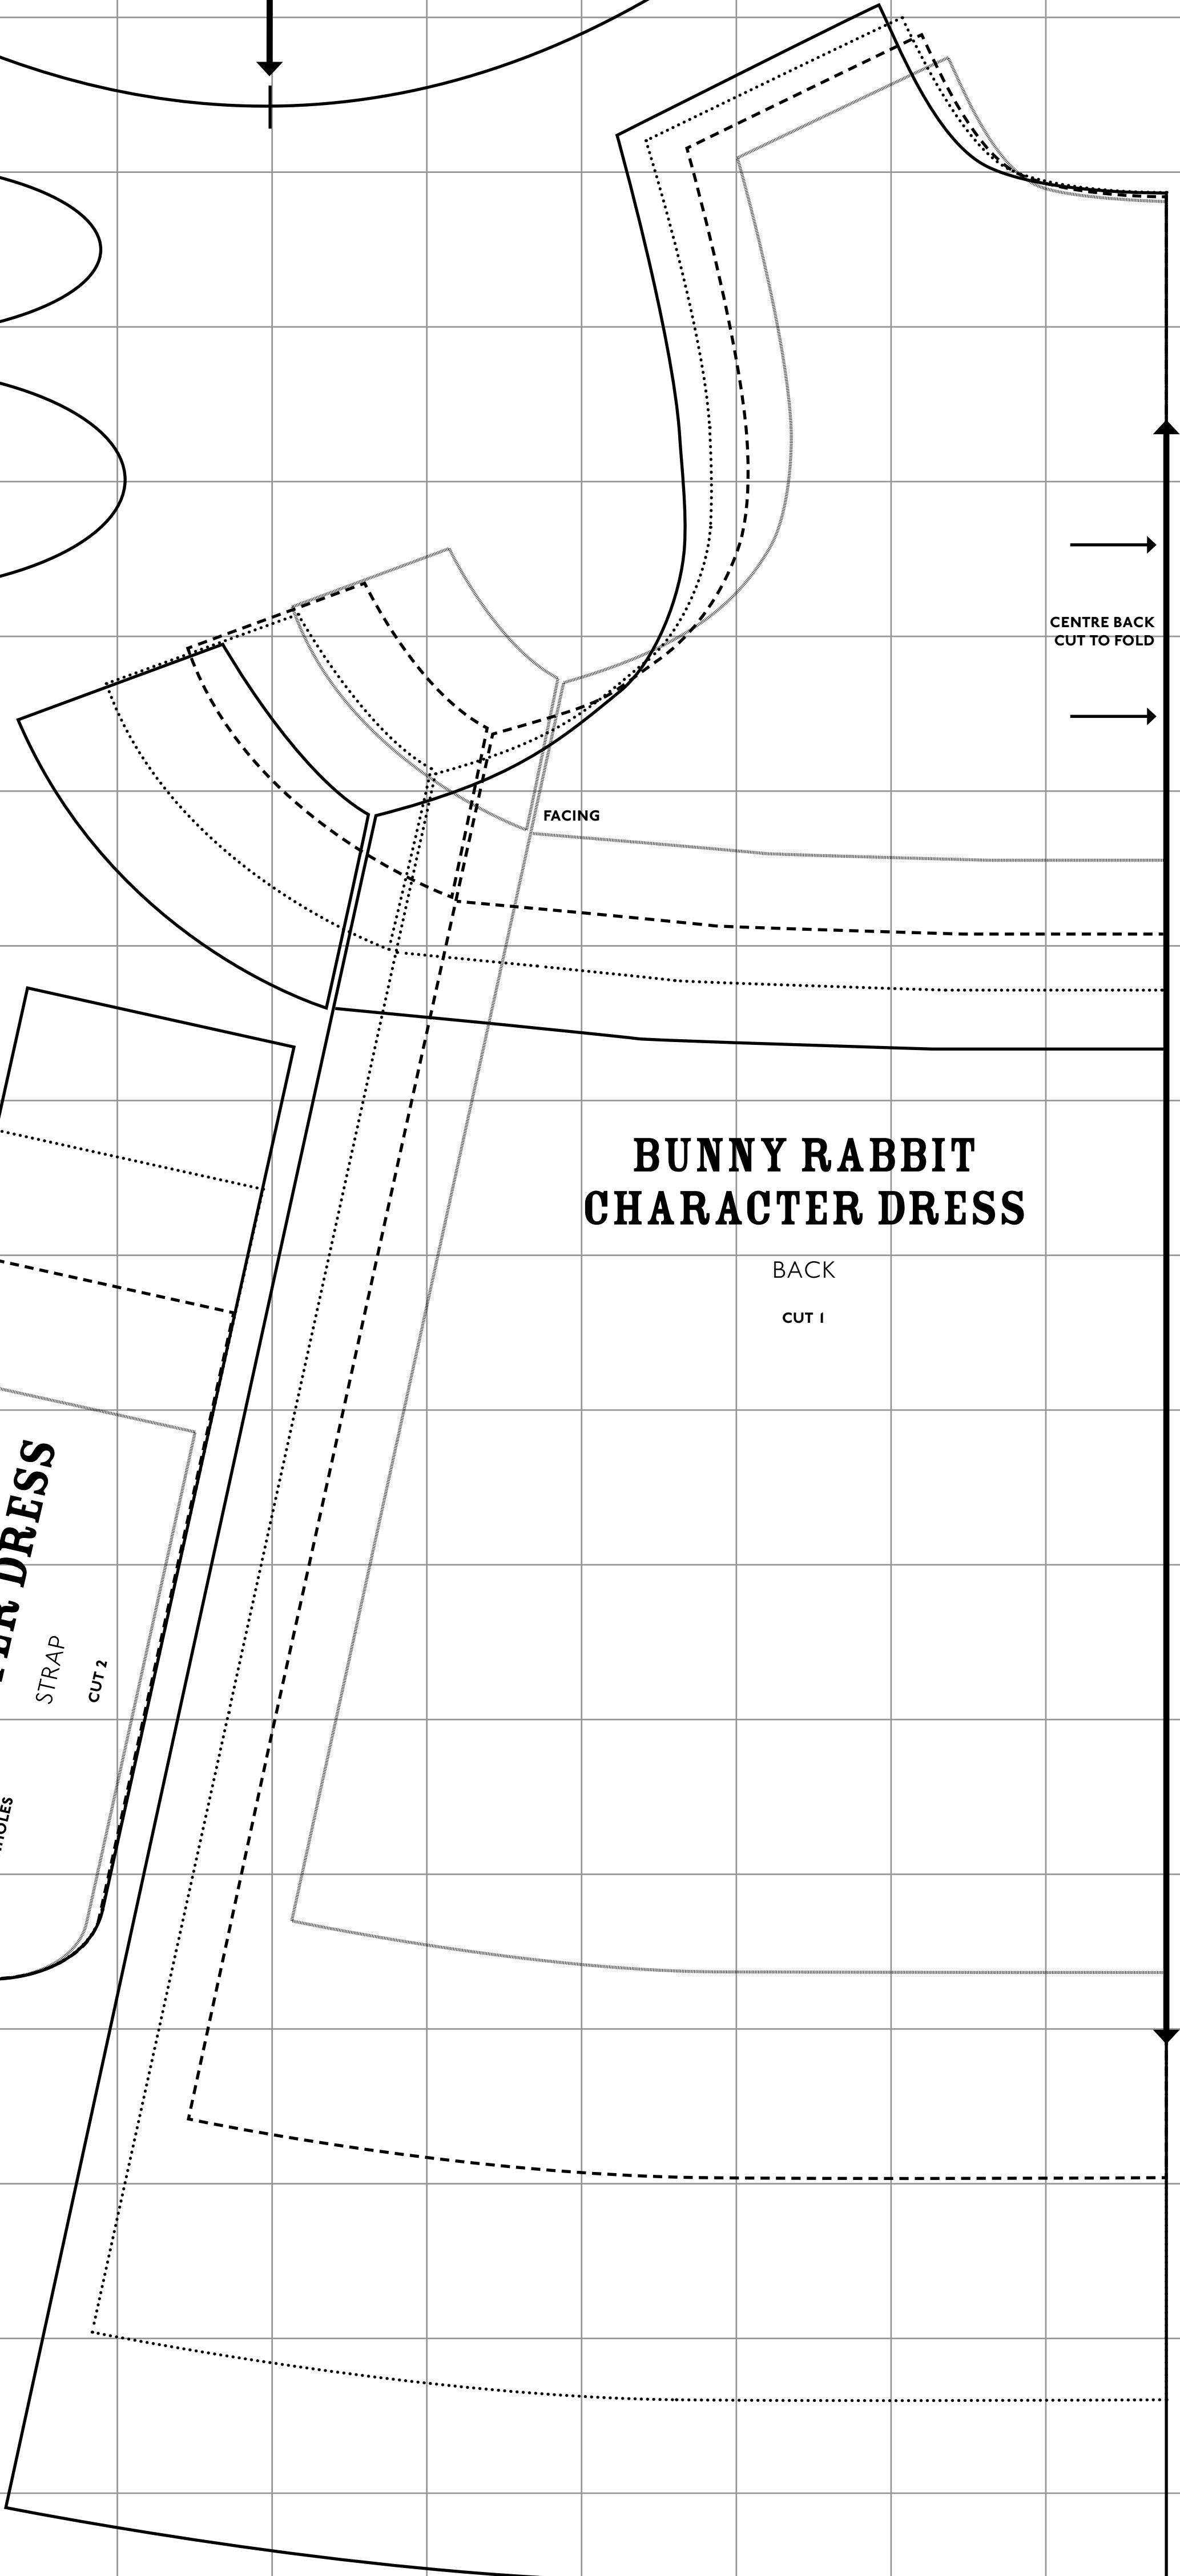 CENTRE BACK
CUT TO FOLD
FACING
BUNNY RABBIT
CHARACTER DRESS
BACK
CUT 1
DRESS
STRAP
CUT 2